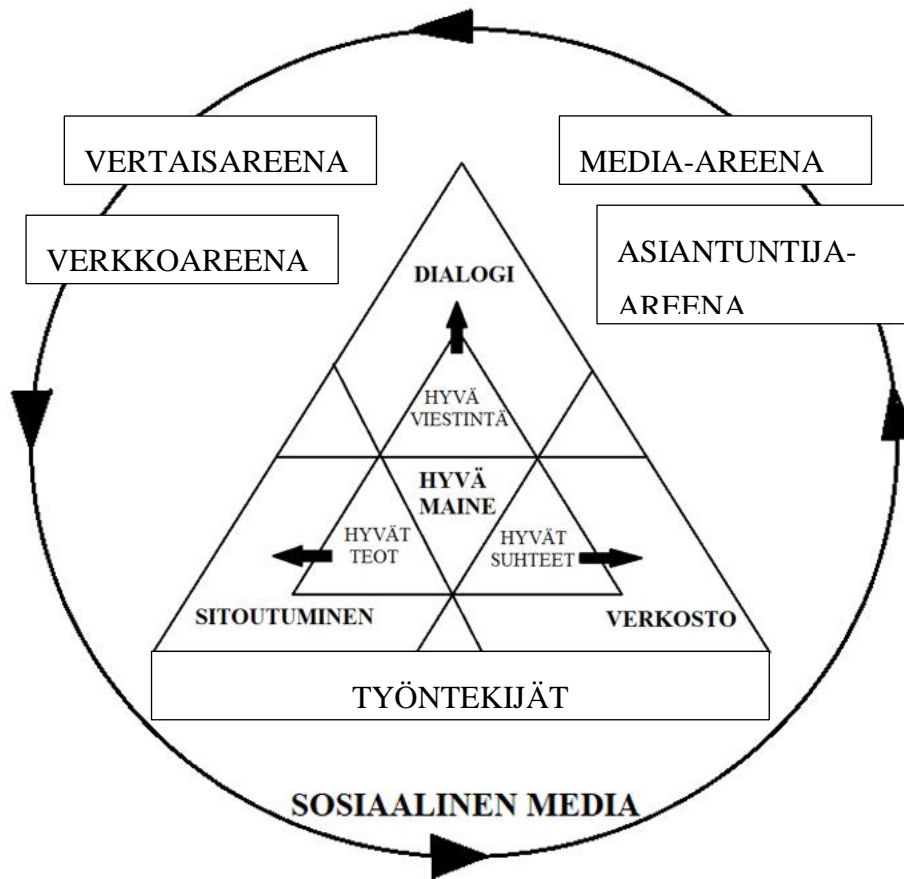 VERTAISAREENA
MEDIA-AREENA
VERKKOAREENA
ASIANTUNTIJA-
AREENA
DIALOGI
HYVÄ
VIESTINTÄ
HYVÄ
MAINE
HYVÄT
TEOT
HYVÄT
SUHTEET
SITOUTUMINEN
VERKOSTO
TYÖNTEKIJÄT
SOSIAALINEN MEDIA